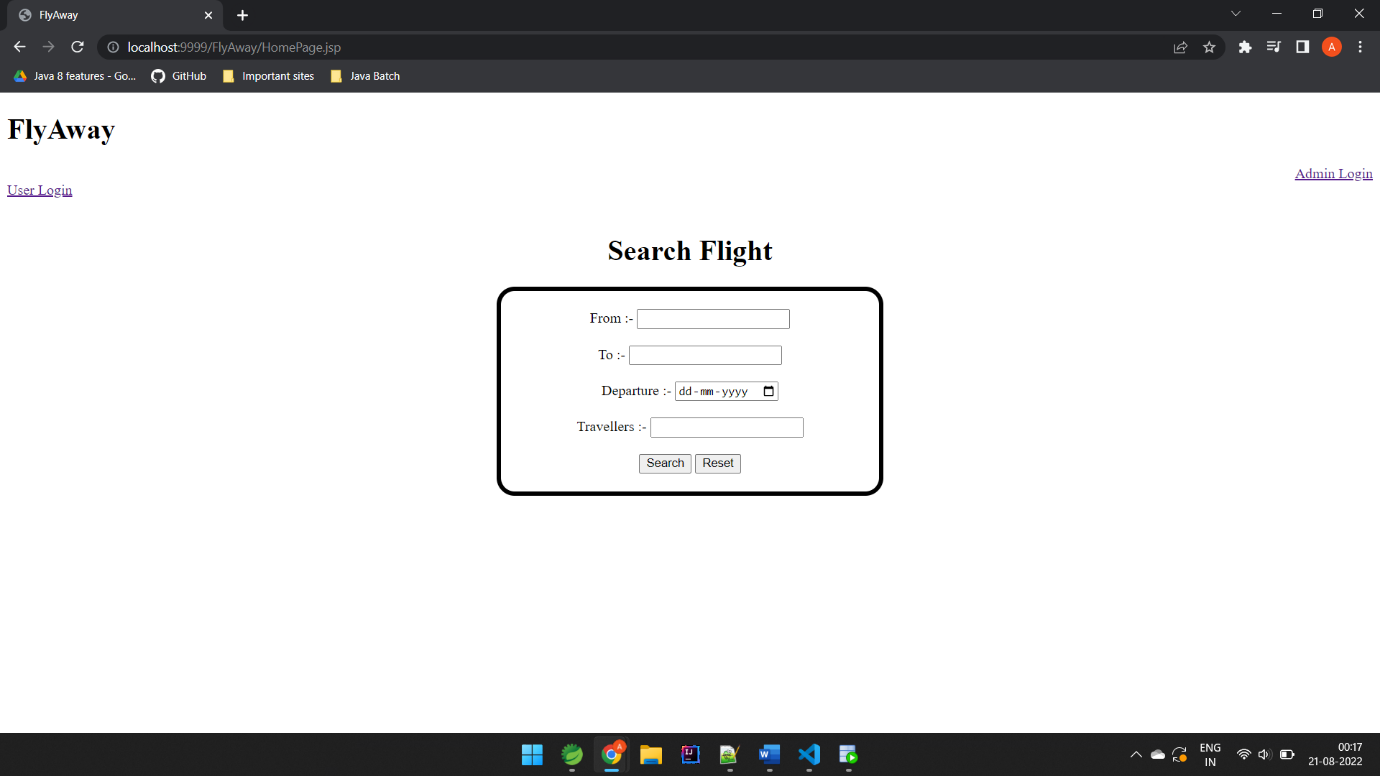 FlyAway
localhost:9999/FlyAway/HomePage.jsp
A
Java 8 features - Go... GitHub Important sites Java Batch
FlyAway
Admin Login
User Login
Search Flight
From :-
To :-
Departure :- dd-mm-yyyy
Travellers :-
Search Reset
A
ENG
IN
00:17
21-08-2022